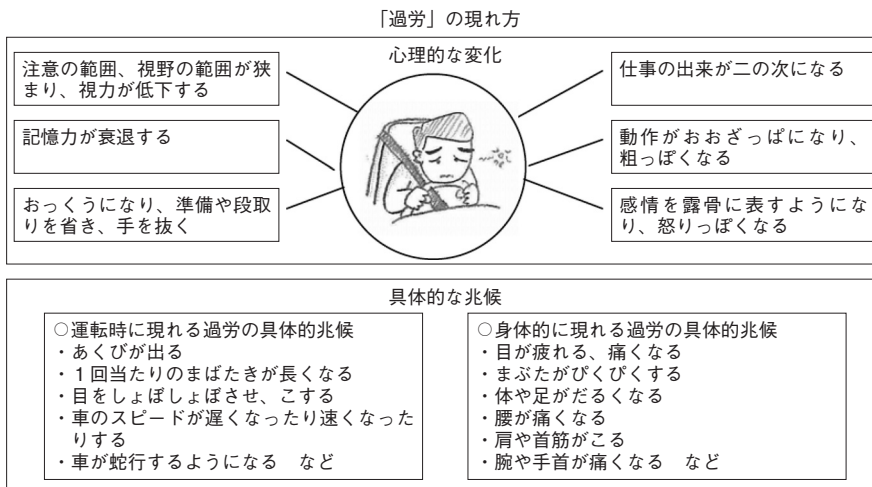 「過労」の現れ方
心理的な変化
注意の範囲、視野の範囲が狭
まり、視力が低下する
記憶力が衰退する
おっくうになり、準備や段取
りを省き、手を抜く
仕事の出来が二の次になる
動作がおおざっぱになり、
粗っぽくなる
感情を露骨に表すようにな
り、怒りっぽくなる
具体的な兆候
○運転時に現れる過労の具体的兆候
・あくびが出る
・1回当たりのまばたきが長くなる
・目をしょぼしょぼさせ、こする
・車のスピードが遅くなったり速くなった
りする
・車が蛇行するようになる　など
○身体的に現れる過労の具体的兆候
・目が疲れる、痛くなる
・まぶたがぴくぴくする
・体や足がだるくなる
・腰が痛くなる
・肩や首筋がこる
・腕や手首が痛くなる　など